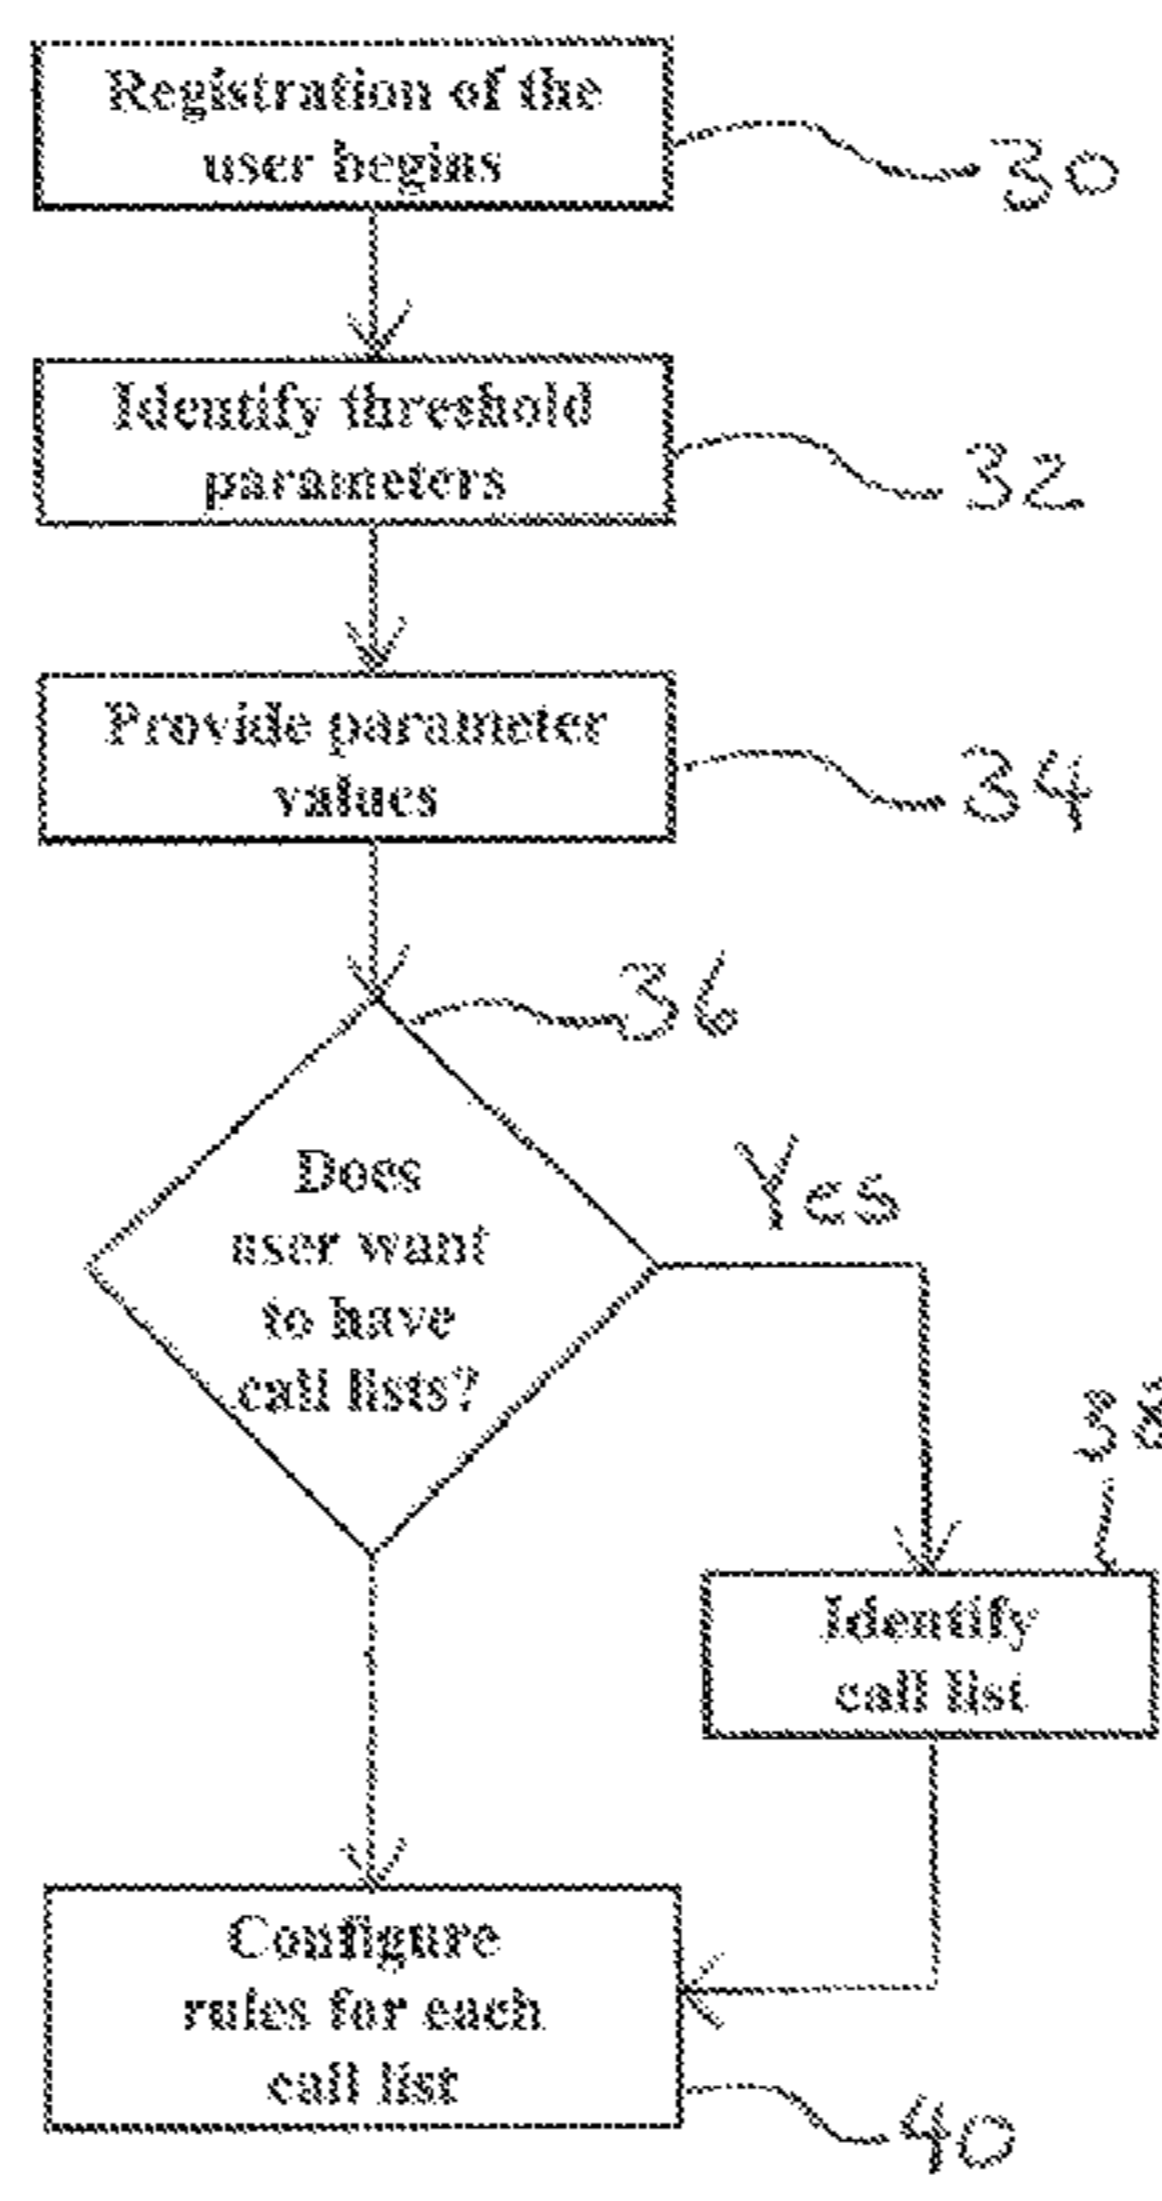 Registration of the
user begins
30
Identify threshold
parameters
32
Provide parameter
values
34
36
Does
user want
to have
call lists?
Yes
38
Identify
call list
Configure
rules for each
call list
40